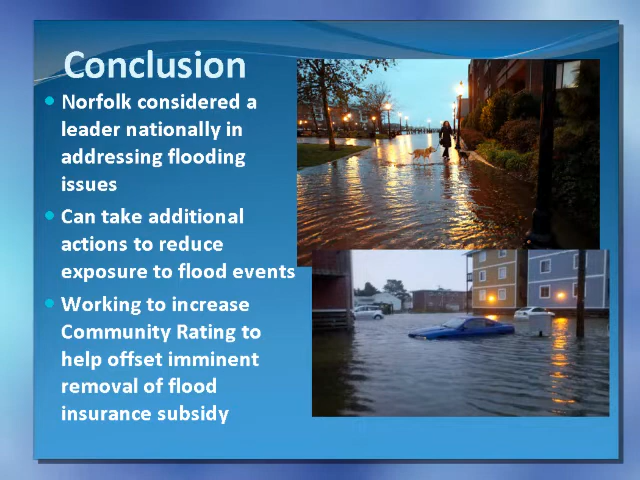 Conclusion
Norfolk considered a
leader nationally in
addressing flooding
issues
Can take additional
actions to reduce
exposure to flood events
Working to increase
Community Rating to
help offset imminent
removal of flood
insurance subsidy